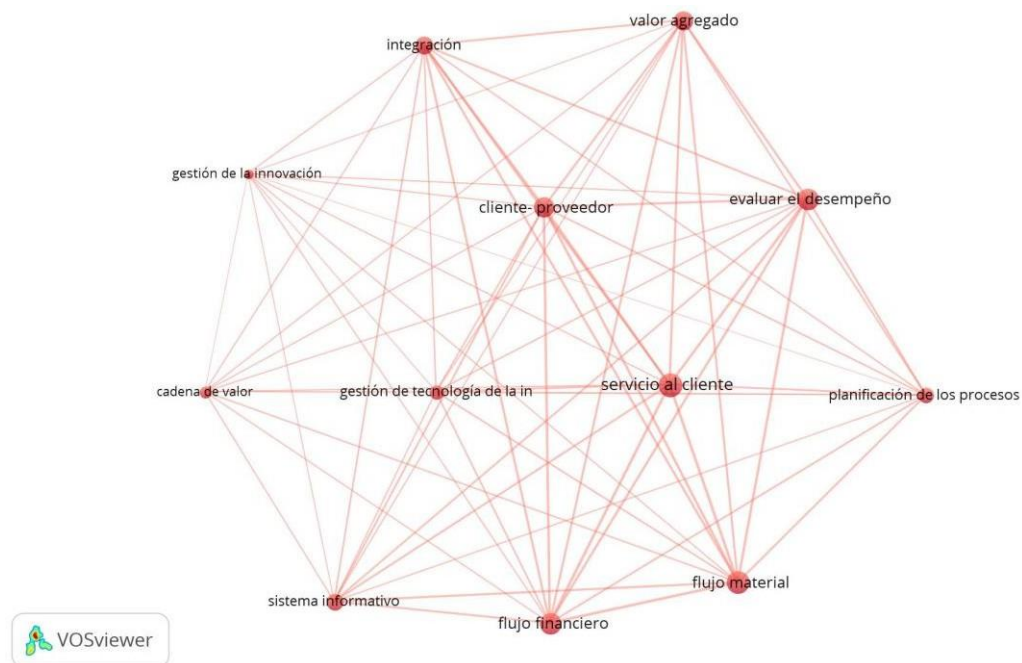 valor agregado
integración
gestión de la innovación
evaluar el desempeño
cliente- proveedor
servicio al cliente
cadena de valor
gestión de tecnología de la in
planificación de los procesos
flujo material
sistema informativo
flujo financiero
VOSviewer